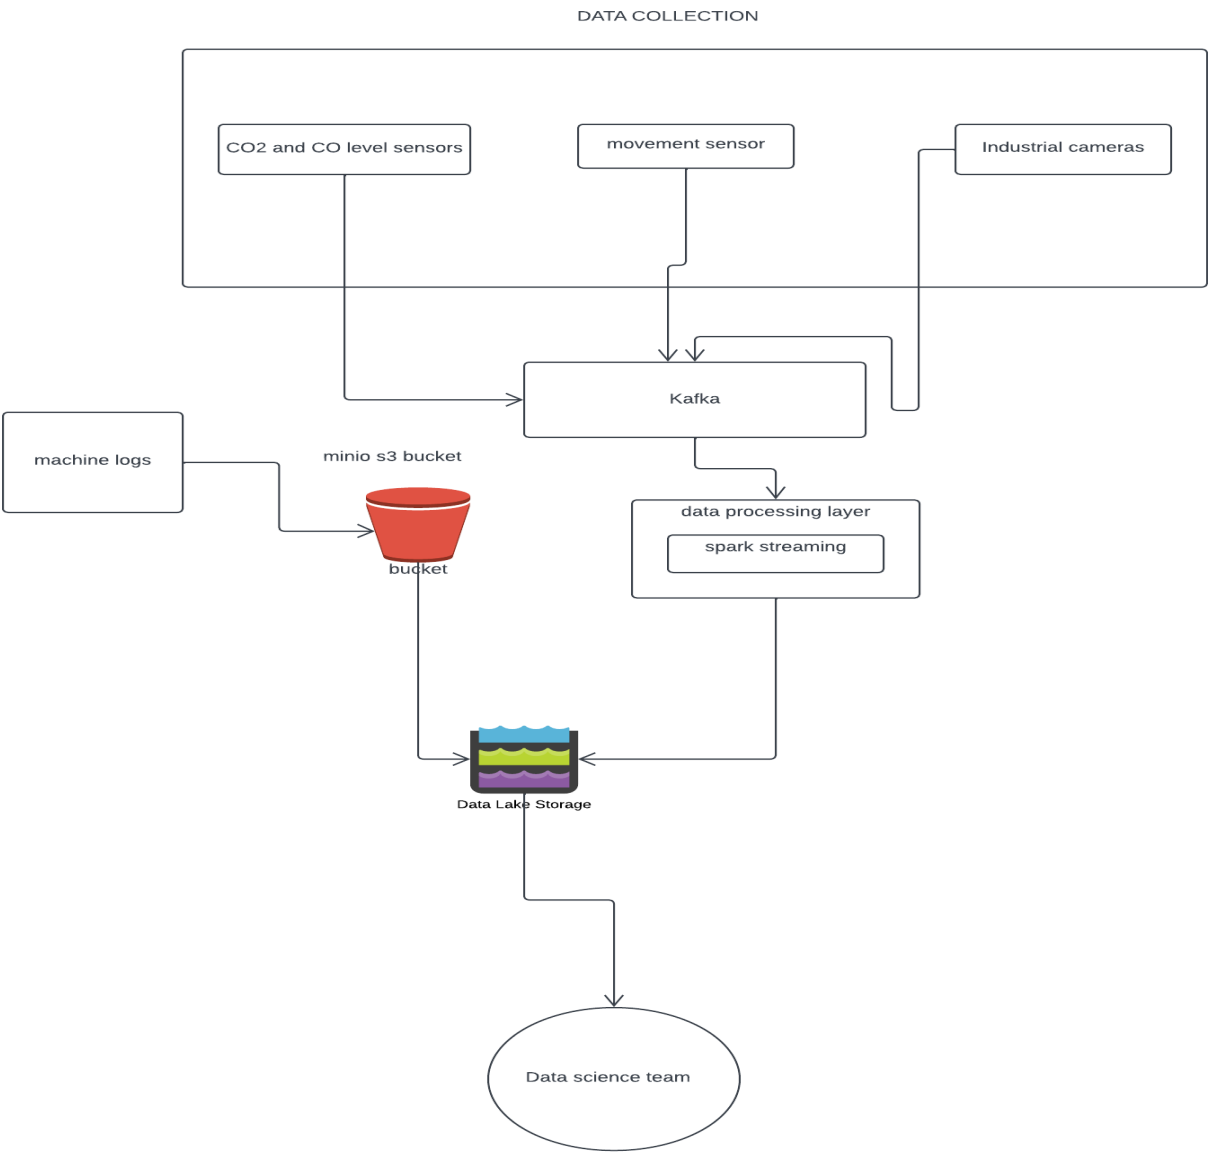 DATA COLLECTION
CO2 and CO level sensors
movement sensor
Industrial cameras
Kafka
machine logs
minio s3 bucket
bucket
data processing layer
spark streaming
Data Lake Storage
Data science team